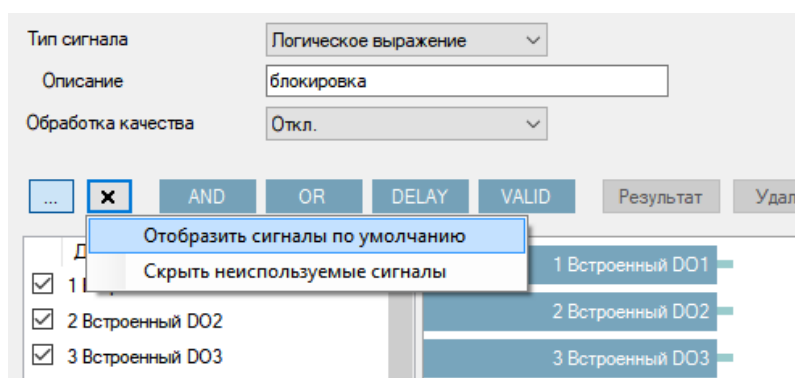 Тип сигнала Логическое выражение
Описание блокировка
Обработка качества Откл.
... x AND OR DELAY VALID Результат Удал
Отобразить сигналы по умолчанию
Скрыть неиспользуемые сигналы
1 Встроенный DO1
2 Встроенный DO2 2 Встроенный DO2
3 Встроенный DO3 3 Встроенный DO3